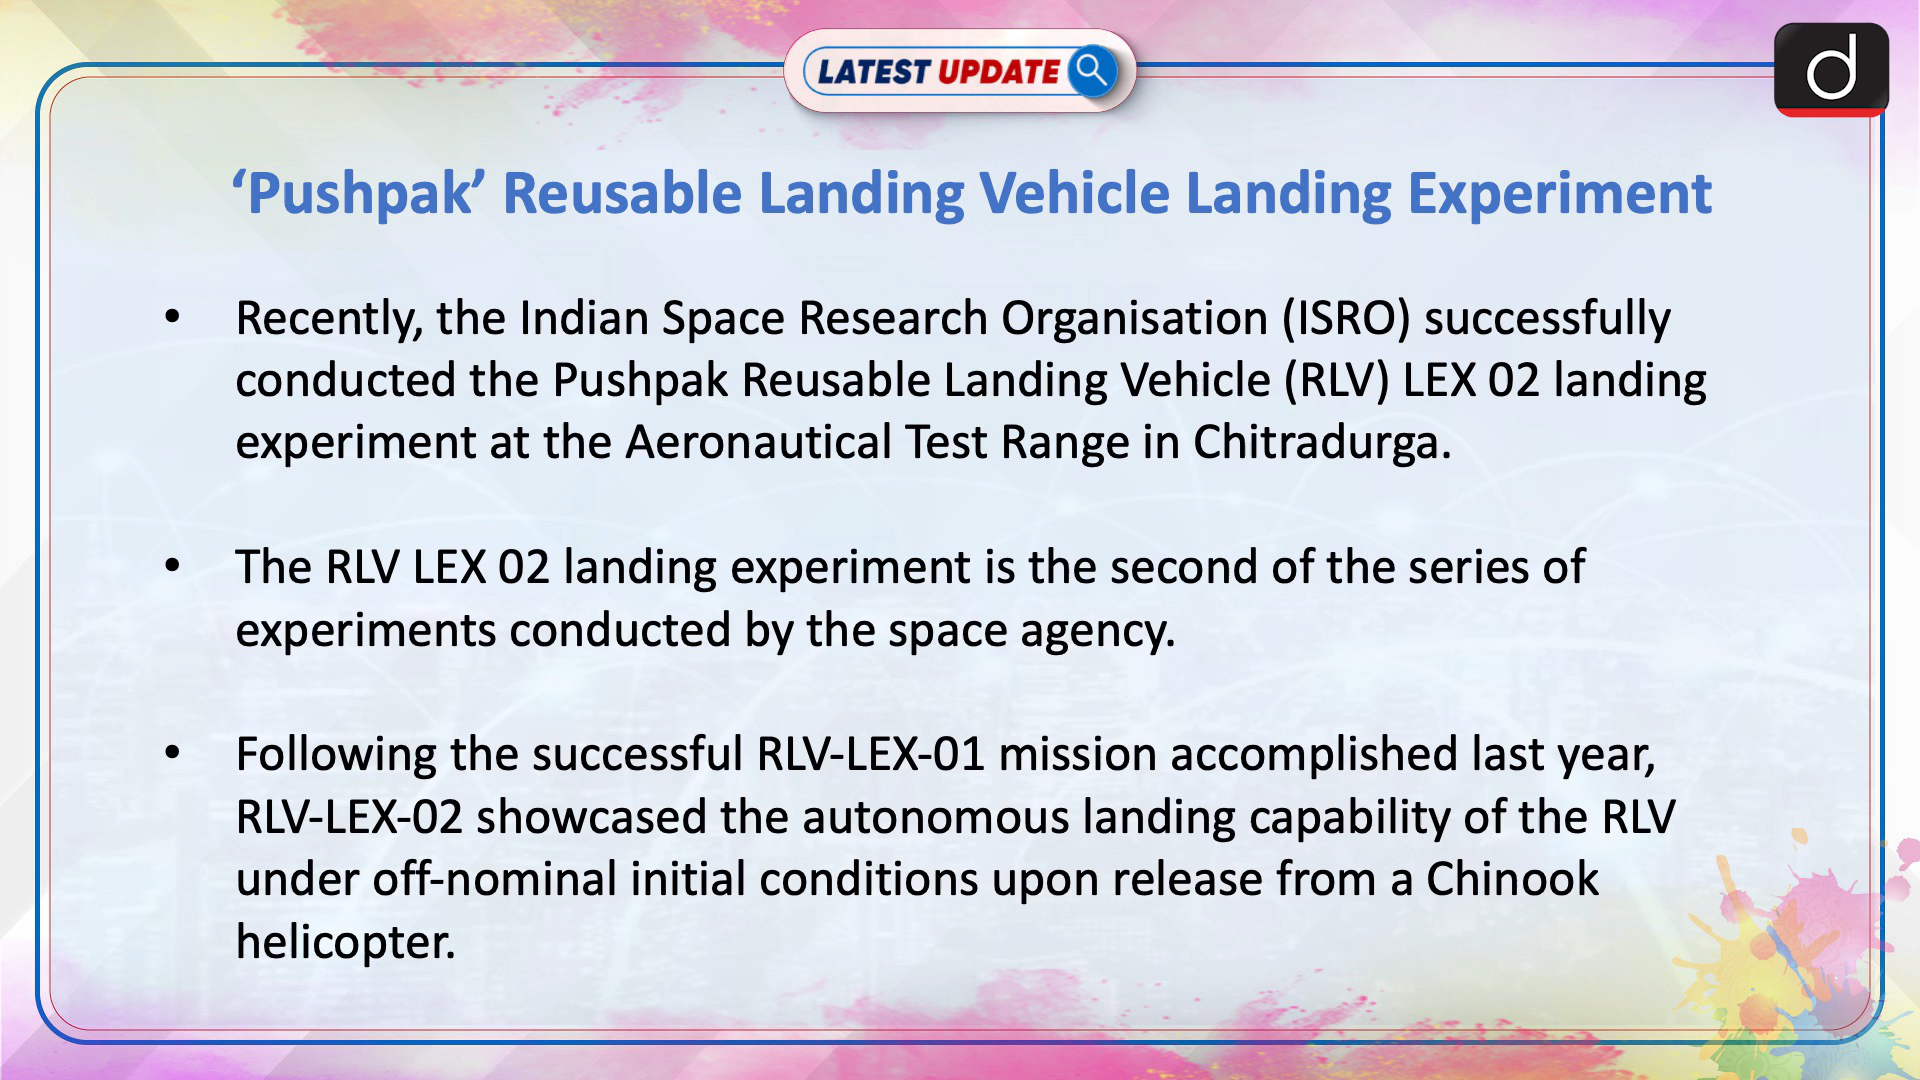 LATEST UPDATE
d
‘Pushpak’ Reusable Landing Vehicle Landing Experiment
• Recently, the Indian Space Research Organisation (ISRO) successfully
conducted the Pushpak Reusable Landing Vehicle (RLV) LEX 02 landing
experiment at the Aeronautical Test Range in Chitradurga.
• The RLV LEX 02 landing experiment is the second of the series of
experiments conducted by the space agency.
• Following the successful RLV-LEX-01 mission accomplished last year,
RLV-LEX-02 showcased the autonomous landing capability of the RLV
under off-nominal initial conditions upon release from a Chinook
helicopter.